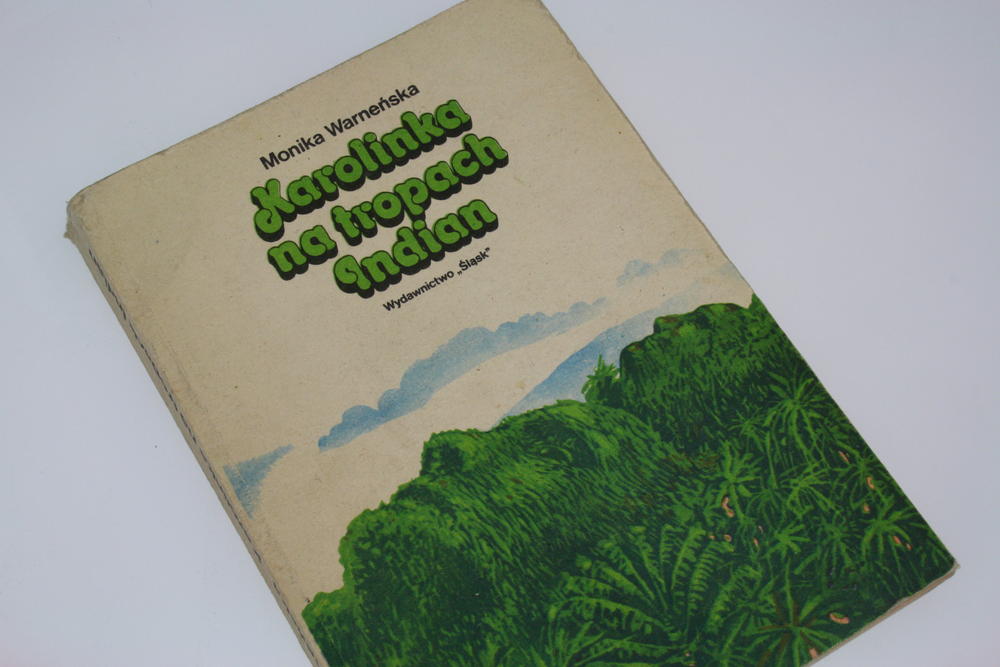 Monika Warneńska
Karolinka
na tropach
Indian
Wydawnictwo „Śląsk”